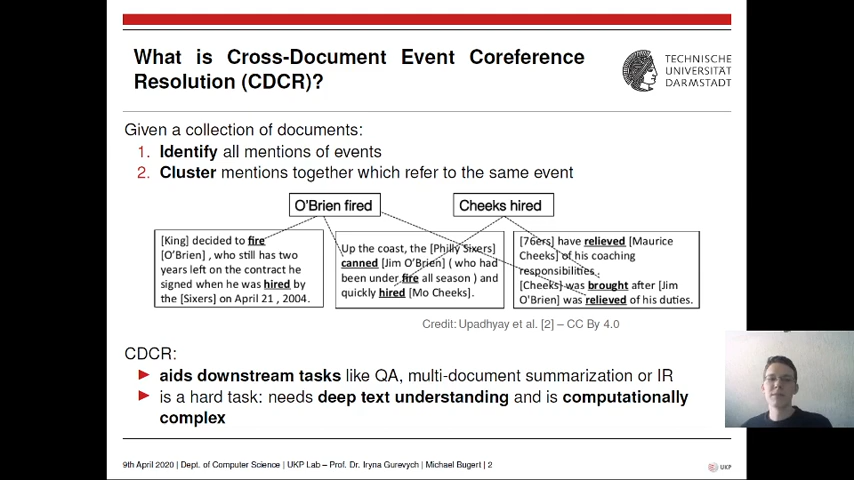 What is Cross-Document Event Coreference
Resolution (CDCR)?
TECHNISCHE
UNIVERSITÄT
DARMSTADT
Given a collection of documents:
1. Identify all mentions of events
2. Cluster mentions together which refer to the same event
O'Brien fired
Cheeks hired
[King] decided to fire
[O'Brien] , who still has two
years left on the contract he
signed when he was hired by
the [Sixers] on April 21 , 2004.
Up the coast, the [Philly Sixers]
canned [Jim O'Brien] ( who had
been under fire all season ) and
quickly hired [Mo Cheeks].
[76ers] have relieved [Maurice
Cheeks] of his coaching
responsibilities.
[Cheeks] was brought after [Jim
O'Brien] was relieved of his duties.
Credit: Upadhyay et al. [2] – CC By 4.0
CDCR:
aids downstream tasks like QA, multi-document summarization or IR
is a hard task: needs deep text understanding and is computationally
complex
9th April 2020 | Dept. of Computer Science | UKP Lab – Prof. Dr. Iryna Gurevych | Michael Bugert | 2
UKP